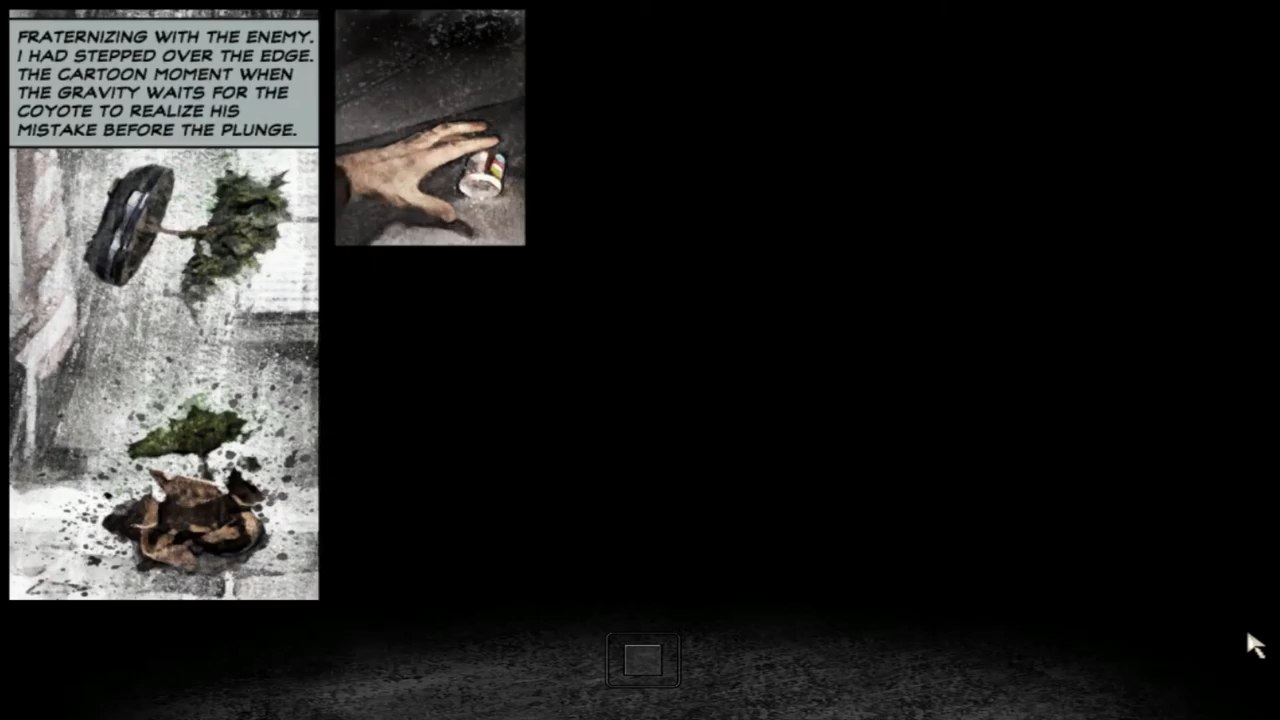 FRATERNIZING WITH THE ENEMY.
I HAD STEPPED OVER THE EDGE.
THE CARTOON MOMENT WHEN
THE GRAVITY WAITS FOR THE
COYOTE TO REALIZE HIS
MISTAKE BEFORE THE PLUNGE.